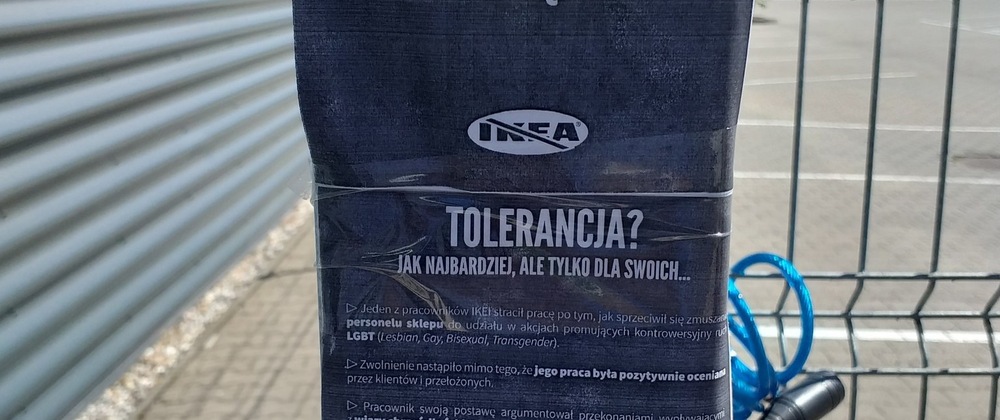 IKEA
TOLERANCJA?
JAK NAJBARDZIEJ, ALE TYLKO DLA SWOICH...
▷ Jeden z pracowników IKEI stracił pracę po tym, jak sprzeciwił się
personelu sklepu do udziału w akcjach promujących kontrowersyjny
LGBT (Lesbian, Gay, Bisexual, Transgender).
▷ Zwolnienie nastąpiło mimo tego, że jego praca była pozytywnie oceniana
przez klientów i przełożonych.
▷ Pracownik swoją postawę argumentował przekonaniami wypływającymi